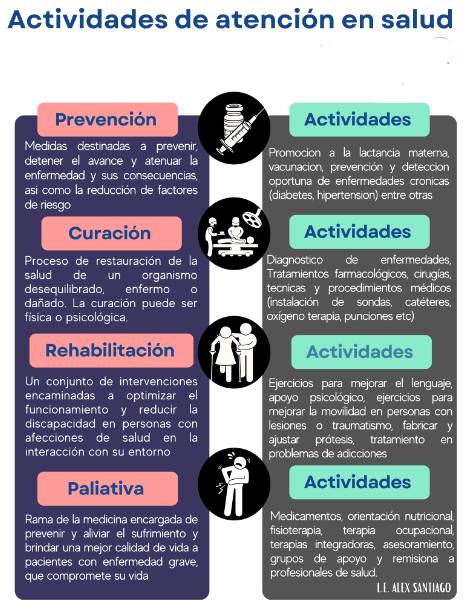 Actividades de atención en salud
Prevención
Medidas destinadas a prevenir,
detener el avance y atenuar la
enfermedad y sus consecuencias,
asi como la reducción de factores
de riesgo
Actividades
Promocion a la lactancia materna,
vacunacion, prevención y deteccion
oportuna de enfermedades cronicas
(diabetes, hipertension) entre otras
Curación
Proceso de restauración de la
salud de un organismo
desequilibrado, enfermo o
dañado. La curación puede ser
física o psicológica.
Actividades
Diagnostico de enfermedades,
Tratamientos farmacológicos, cirugías,
tecnicas y procedimientos médicos
(instalación de sondas, catéteres,
oxígeno terapia, punciones etc)
Rehabilitación
Un conjunto de intervenciones
encaminadas a optimizar el
funcionamiento y reducir la
discapacidad en personas con
afecciones de salud en la
interacción con su entorno
Actividades
Ejercicios para mejorar el lenguaje,
apoyo psicológico, ejercicios para
mejorar la movilidad en personas con
lesiones o traumatismo, fabricar y
ajustar prótesis, tratamiento en
problemas de adicciones
Paliativa
Rama de la medicina encargada de
prevenir y aliviar el sufrimiento y
brindar una mejor calidad de vida a
pacientes con enfermedad grave,
que compromete su vida
Actividades
Medicamentos, orientación nutricional,
fisioterapia, terapia ocupacional,
terapias integradoras, asesoramiento,
grupos de apoyo y remisiona a
profesionales de salud.
L.E. ALEX SANTIAGO